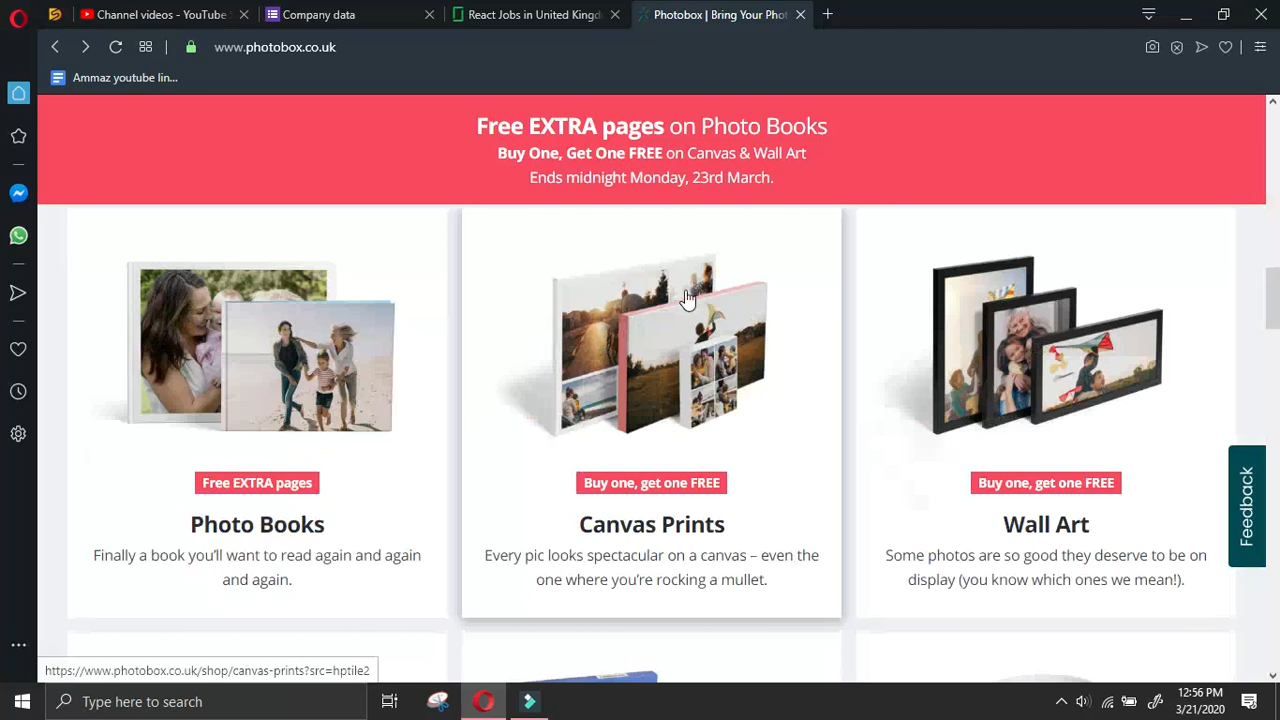 Channel videos - YouTube S
Company data
React Jobs in United Kingd
Photobox | Bring Your Phot
www.photobox.co.uk
Ammaz youtube lin...
Free EXTRA pages on Photo Books
Buy One, Get One FREE on Canvas & Wall Art
Ends midnight Monday, 23rd March.
Free EXTRA pages
Photo Books
Finally a book you'll want to read again and again
and again.
Buy one, get one FREE
Canvas Prints
Every pic looks spectacular on a canvas – even the
one where you're rocking a mullet.
Buy one, get one FREE
Wall Art
Some photos are so good they deserve to be on
display (you know which ones we mean!).
Feedback
https://www.photobox.co.uk/shop/canvas-prints?src=hptile2
Type here to search
12:56 PM
3/21/2020